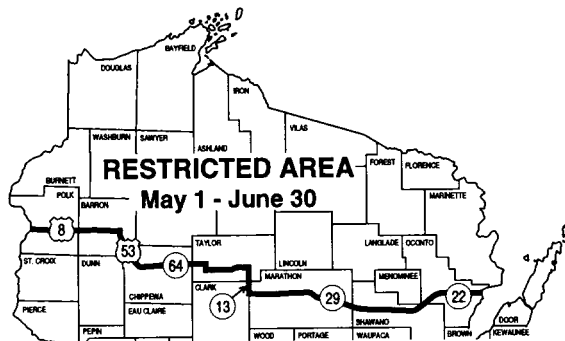 BAYFIELD
DOUGLAS
IRON
VILAS
WASHBURN
SAWYER
ASHLAND
FOREST
FLORENCE
RESTRICTED AREA
May 1 - June 30
BURNETT
POLK
BARRON
MARINETTE
8
53
64
TAYLOR
LINCOLN
LANGLADE
OCONTO
ST. CROIX
DUNN
CHIPPEWA
CLARK
MARATHON
MENOMINEE
13
29
22
PIERCE
PEPIN
EAU CLAIRE
WOOD
PORTAGE
SHAWANO
WAUPACA
BROWN
DOOR
KEWAUNEE